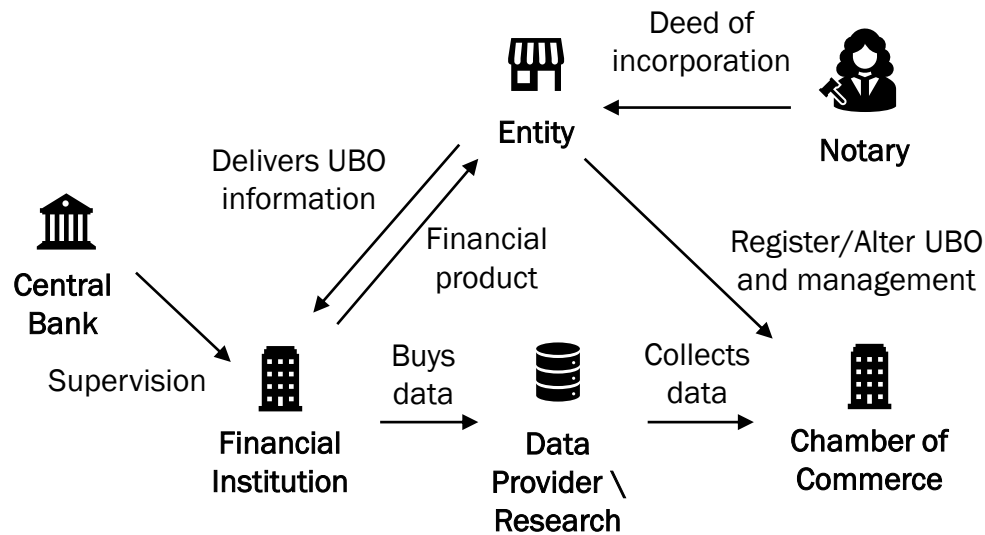 Deed of
incorporation
Entity
Notary
Delivers UBO
information
Financial
product
Register/Alter UBO
and management
Central
Bank
Supervision
Buys
data
Collects
data
Financial
Institution
Data
Provider \
Research
Chamber of
Commerce